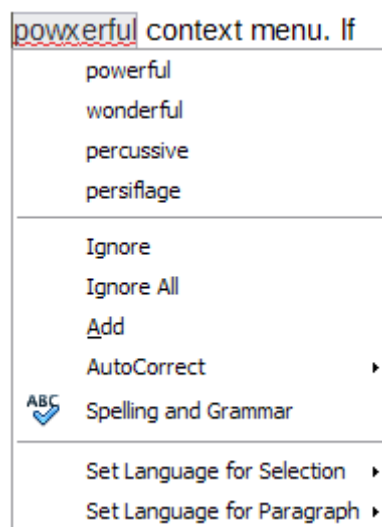 powxerful context menu. If
powerful
wonderful
percussive
persiflage
Ignore
Ignore All
Add
AutoCorrect
ABC Spelling and Grammar
Set Language for Selection
Set Language for Paragraph